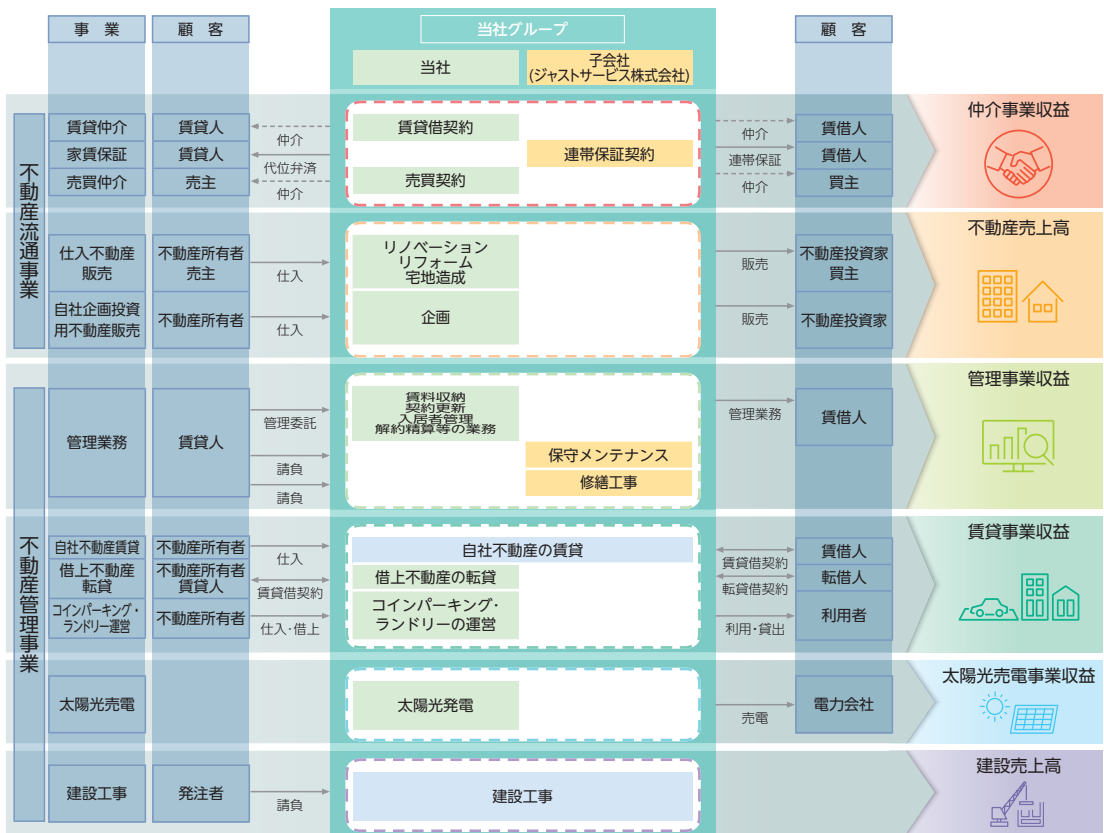 事業
顧客
当社グループ
当社
子会社
(ジャストサービス株式会社)
顧客
不動産流通事業
賃貸仲介
賃貸人
仲介
賃貸借契約
仲介
賃借人
家賃保証
賃貸人
代位弁済
連帯保証契約
連帯保証
賃借人
売買仲介
売主
仲介
売買契約
仲介
買主
仲介事業収益
仕入不動産
販売
不動産所有者
売主
仕入
リノベーション
リフォーム
宅地造成
販売
不動産投資家
買主
自社企画投資
用不動産販売
不動産所有者
仕入
企画
販売
不動産投資家
不動産売上高
不動産管理事業
管理業務
賃貸人
管理委託
請負
請負
賃料収納
契約更新
入居者管理
解約精算等の業務
保守メンテナンス
修繕工事
管理業務
賃借人
管理事業収益
自社不動産賃貸
不動産所有者
仕入
自社不動産の賃貸
賃貸借契約
賃借人
借上不動産
転貸
不動産所有者
賃貸人
賃貸借契約
借上不動産の転貸
転貸借契約
転借人
コインパーキング・
ランドリー運営
不動産所有者
仕入・借上
コインパーキング・
ランドリーの運営
利用・貸出
利用者
賃貸事業収益
太陽光売電
太陽光発電
売電
電力会社
太陽光売電事業収益
建設工事
発注者
請負
建設工事
建設売上高